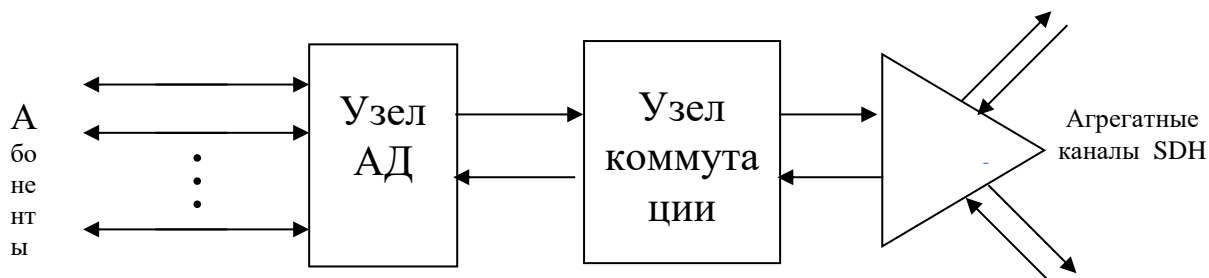 А
бо
не
нт
ы
Узел
АД
Узел
коммута
ции
Агрегатные
каналы SDH